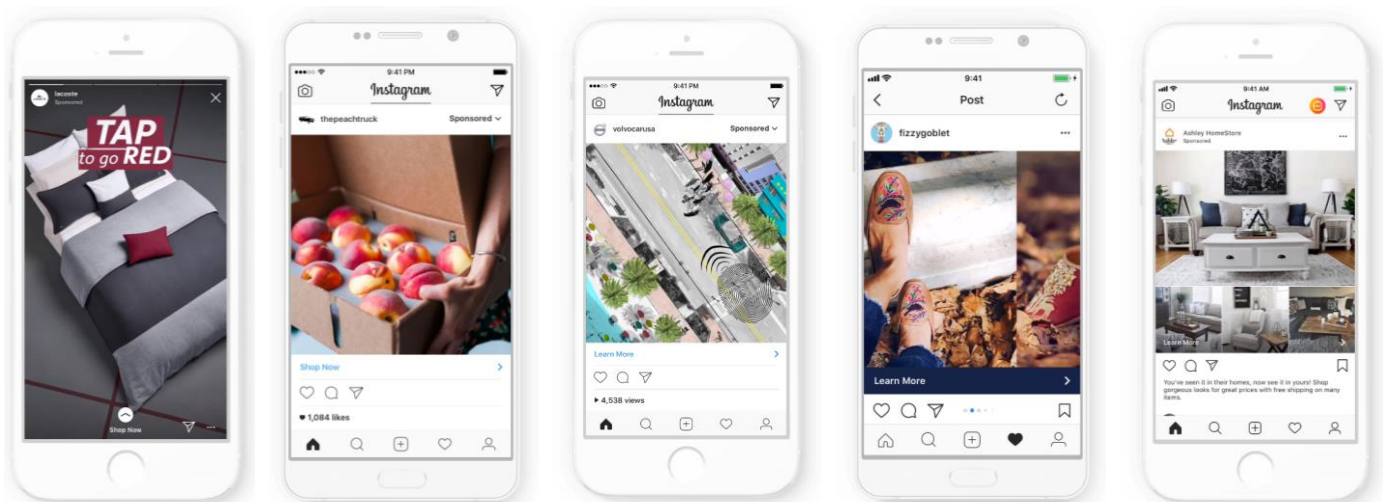 lacoste
Sponsored
TAP
to go RED
Shop Now
9:41 PM
Instagram
thepeachtruck
Sponsored
Shop Now
1,084 likes
9:41 PM
Instagram
volvocarusa
Sponsored
Learn More
4,538 views
9:41
Post
fizzygoblet
Learn More
9:41 AM
Instagram
Ashley HomeStore
Sponsored
Learn More
You've seen it in their homes, now see it in yours! Shop
gorgeous looks for great prices with free shipping on many
items.